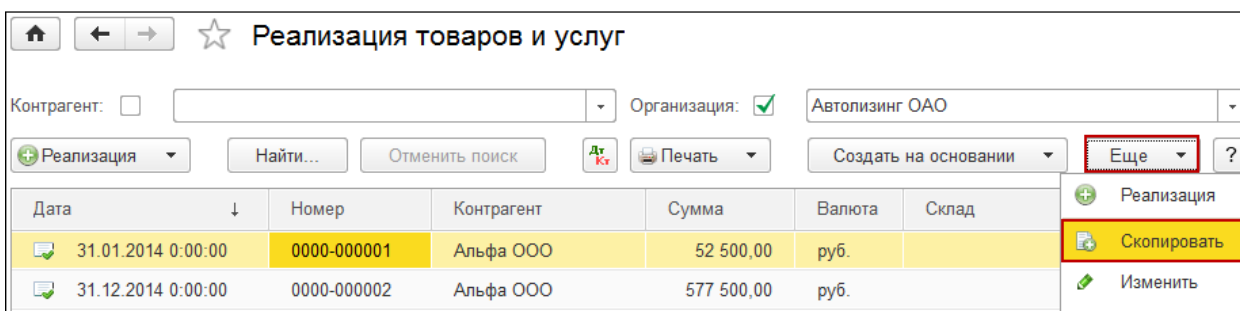 Реализация товаров и услуг
Контрагент: Организация: Автолизинг ОАО
Реализация Найти... Отменить поиск Дт Кт Печать Создать на основании Еще ?
Дата ↓ Номер Контрагент Сумма Валюта Склад Реализация
31.01.2014 0:00:00 0000-000001 Альфа ООО 52 500,00 руб. Скопировать
31.12.2014 0:00:00 0000-000002 Альфа ООО 577 500,00 руб. Изменить